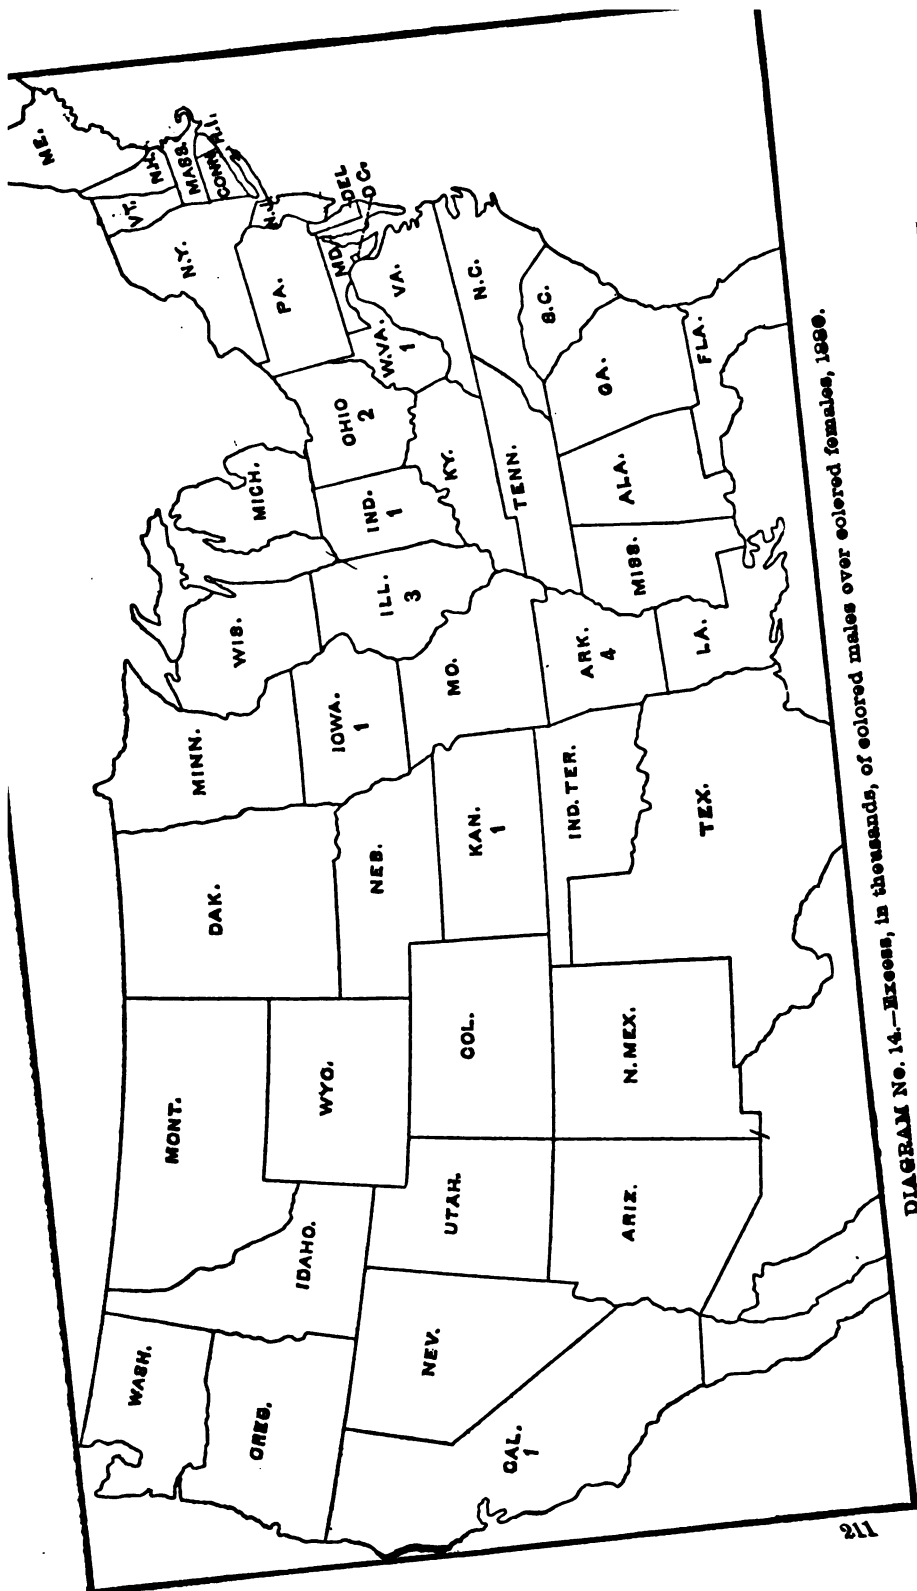 ME.
N.H.
VT.
MASS.
R.I.
CONN.
N.Y.
N.J.
PA.
DEL
D.C.
MD.
VA.
W.VA.
1
N.C.
S.C.
GA.
FLA.
OHIO
2
KY.
TENN.
ALA.
MICH.
IND.
1
MISS.
ILL.
3
WIS.
MO.
ARK.
4
LA.
IOWA.
1
MINN.
IND. TER.
TEX.
KAN.
1
NEB.
DAK.
COL.
N.MEX.
WYO.
MONT.
UTAH.
ARIZ.
IDAHO.
NEV.
WASH.
OREG.
CAL.
1
DIAGRAM No. 14.—Excess, in thousands, of colored males over colored females, 1880.
211